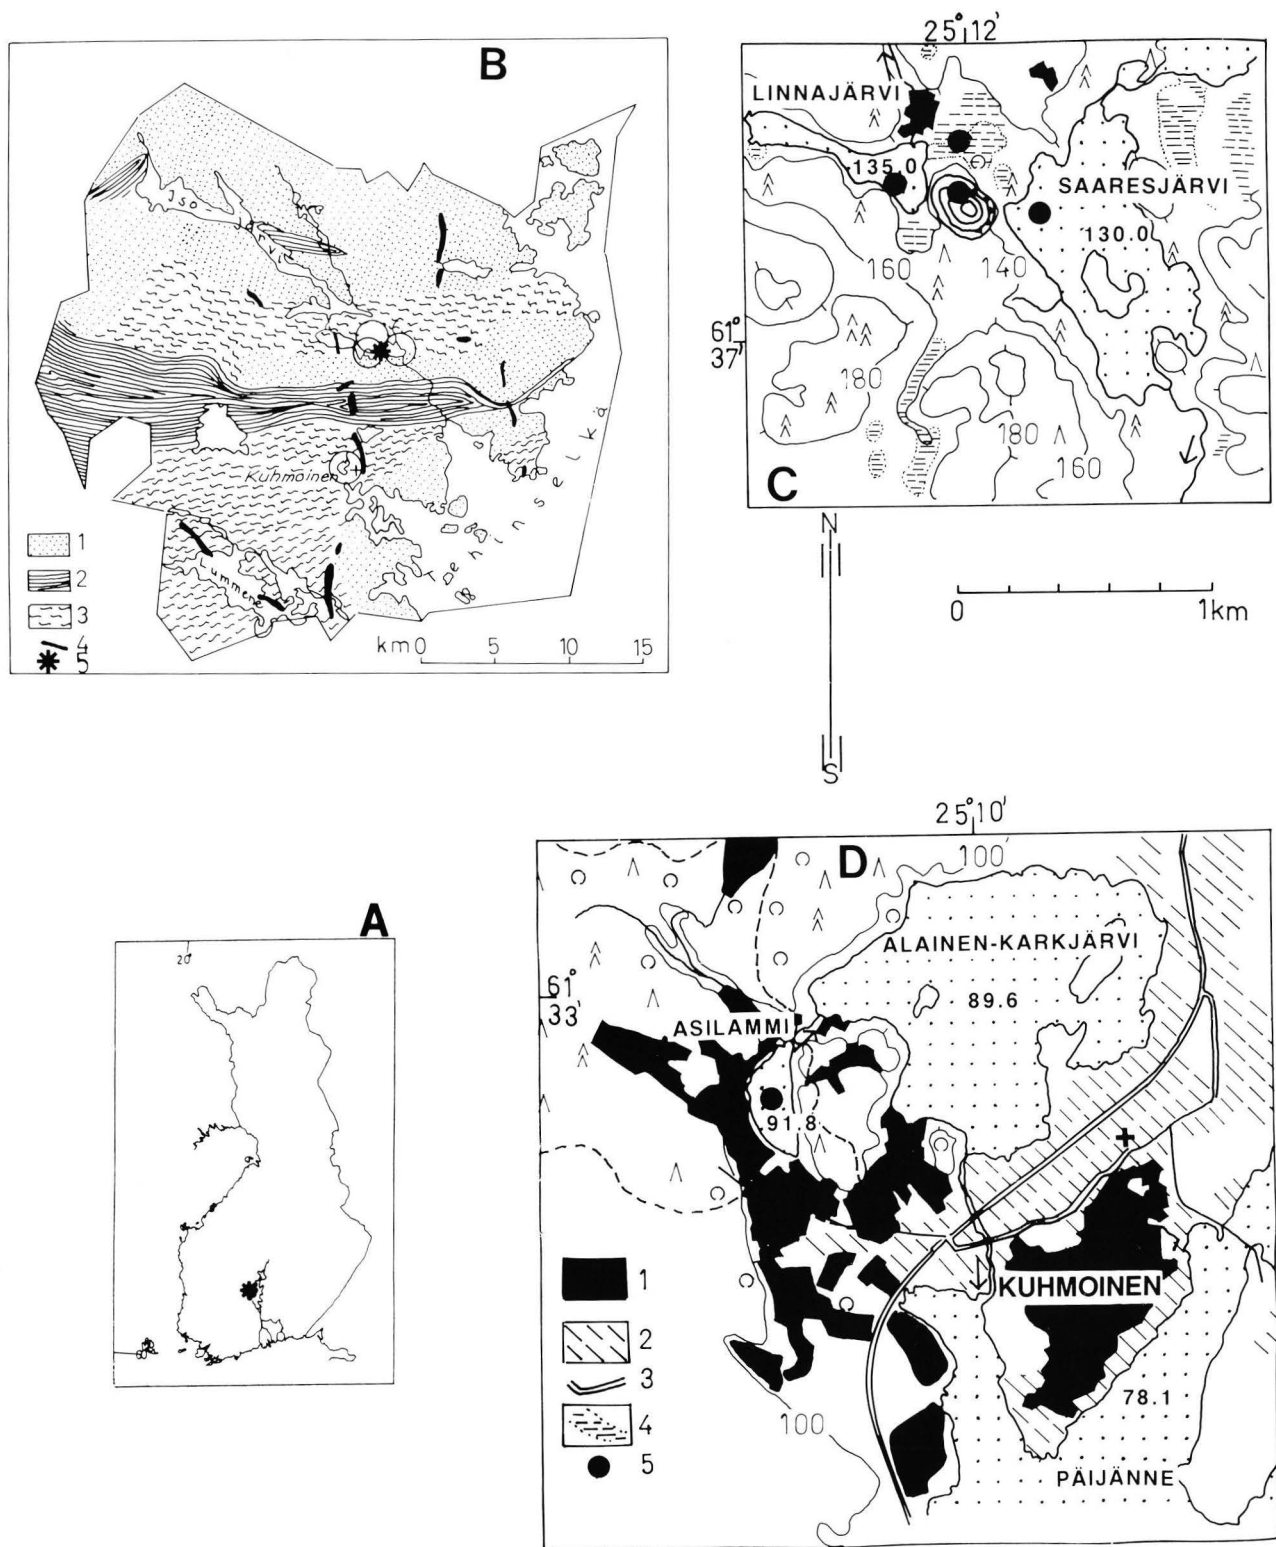 B
Iso
Järvi
Kuhmoinen
Tehinselkä
Lummene
1
2
3
4
5
km 0 5 10 15
25° 12'
LINNAJÄRVI
135.0
SAARESJÄRVI
130.0
160
140
61°
37'
180
180
160
C
N
S
0 1km
A
20°
25° 10'
100
D
ALAINEN-KARKJÄRVI
89.6
61°
33'
ASILAMMI
91.8
KUHMOINEN
1
2
3
4
5
78.1
100
PÄIJÄNNE